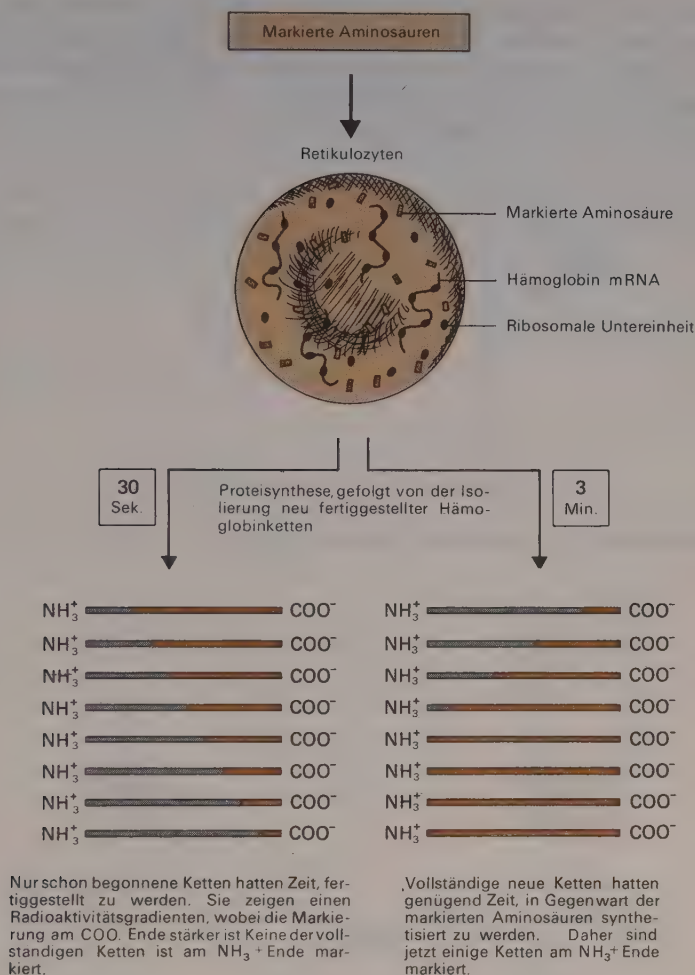 Markierte Aminosäuren
Retikulozyten
Markierte Aminosäure
Hämoglobin mRNA
Ribosomale Untereinheit
30
Sek.
Proteisynthese, gefolgt von der Iso-
lierung neu fertiggestellter Hämo-
globinketten
3
Min.
NH₃⁺ COO⁻ NH₃⁺ COO⁻
NH₃⁺ COO⁻ NH₃⁺ COO⁻
NH₃⁺ COO⁻ NH₃⁺ COO⁻
NH₃⁺ COO⁻ NH₃⁺ COO⁻
NH₃⁺ COO⁻ NH₃⁺ COO⁻
NH₃⁺ COO⁻ NH₃⁺ COO⁻
NH₃⁺ COO⁻ NH₃⁺ COO⁻
NH₃⁺ COO⁻ NH₃⁺ COO⁻
Nur schon begonnene Ketten hatten Zeit, fer-
tiggestellt zu werden. Sie zeigen einen
Radioaktivitätsgradienten, wobei die Markie-
rung am COO. Ende stärker ist Keine der voll-
standigen Ketten ist am NH₃⁺ Ende mar-
kiert.
Vollständige neue Ketten hatten
genügend Zeit, in Gegenwart der
markierten Aminosäuren synthe-
tisiert zu werden. Daher sind
jetzt einige Ketten am NH₃⁺ Ende
markiert.